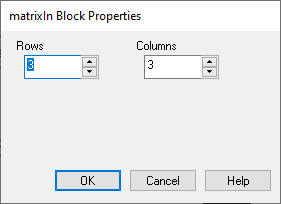 matrixIn Block Properties
Rows Columns
3 3
OK Cancel Help